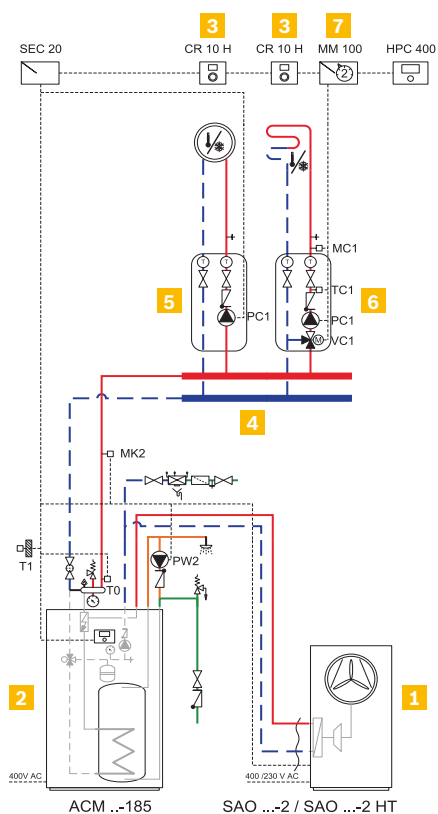 3 3 7
SEC 20 CR 10 H CR 10 H MM 100 HPC 400
2
MC1
T T T T
5 TC1 6
PC1 PC1
M VC1
4
MK2
T1 T0 PW2
2 1
400V AC 400 /230 V AC
ACM ..-185 SAO ...-2 / SAO ...-2 HT